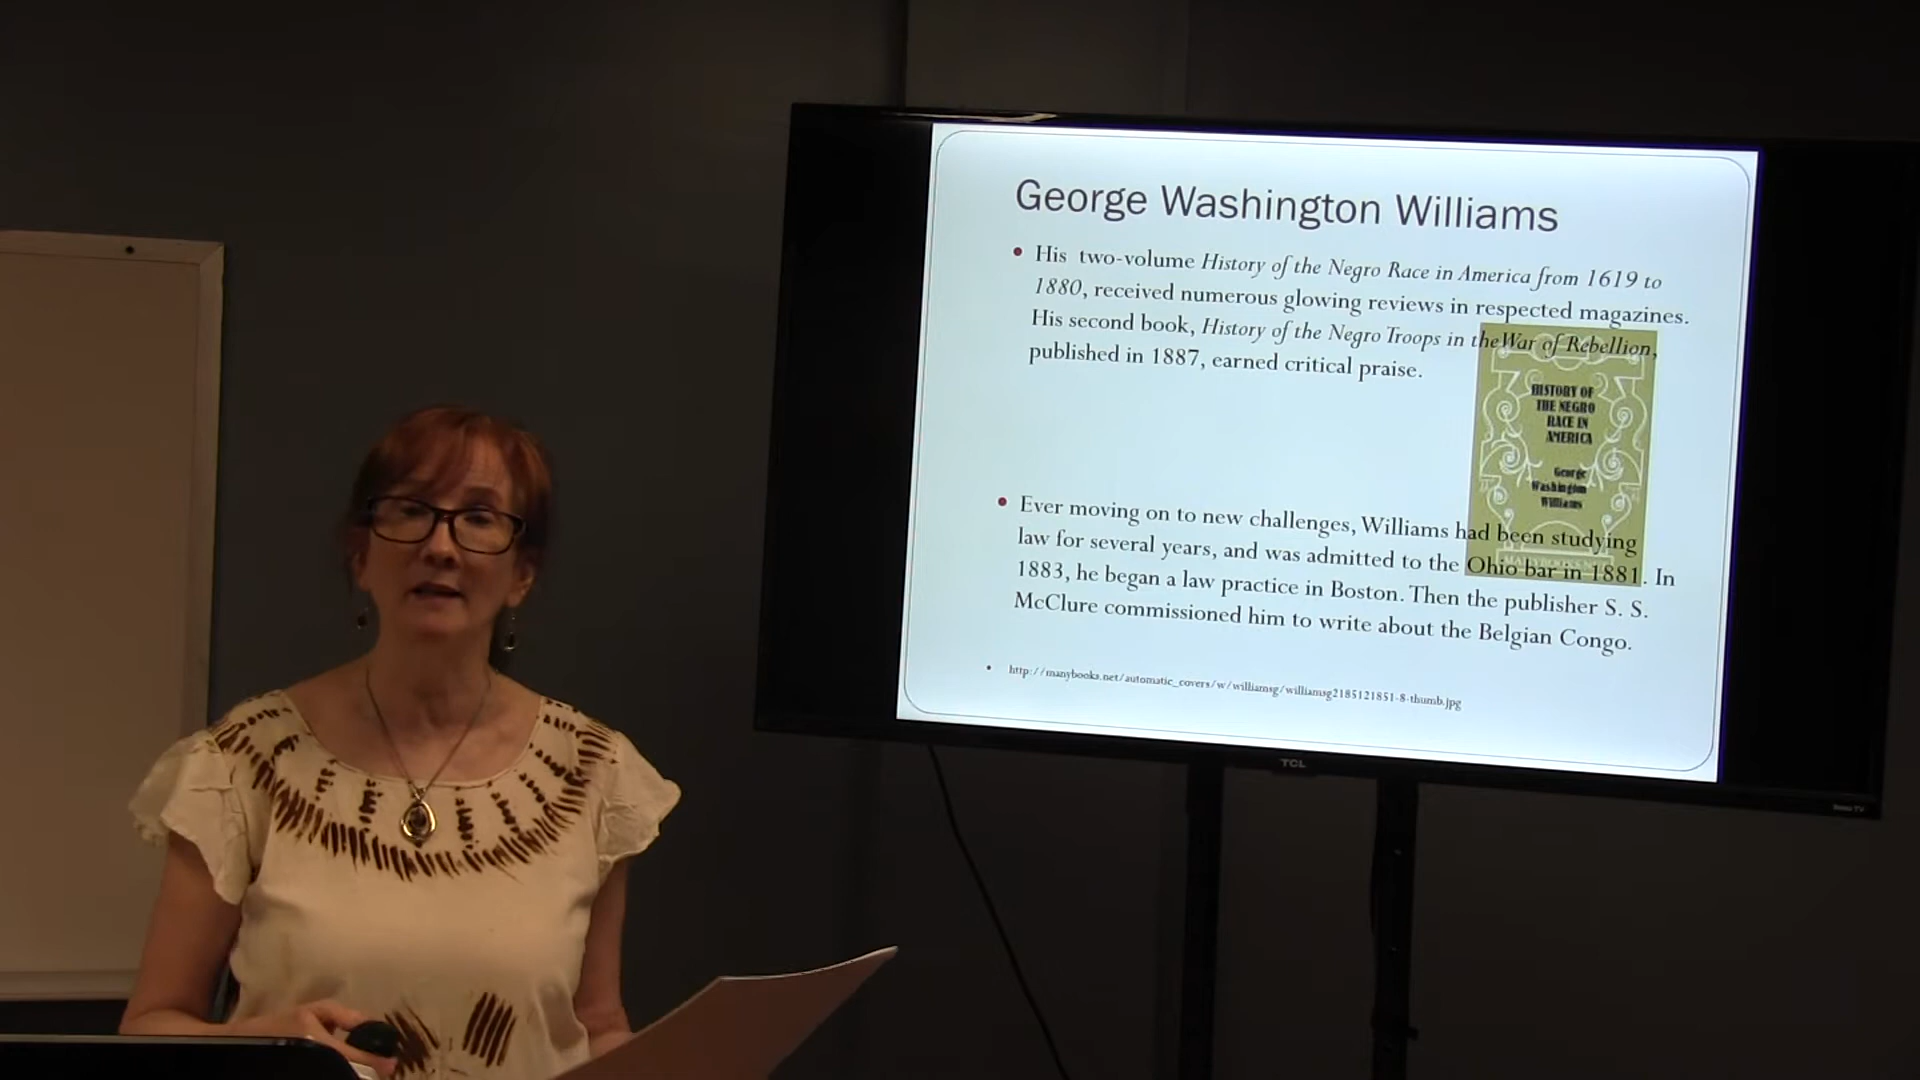 George Washington Williams
• His two-volume History of the Negro Race in America from 1619 to
1880, received numerous glowing reviews in respected magazines.
His second book, History of the Negro Troops in the War of Rebellion,
published in 1887, earned critical praise.
HISTORY OF
THE NEGRO
RACE IN
AMERICA
George
Washington
Williams
• Ever moving on to new challenges, Williams had been studying
law for several years, and was admitted to the Ohio bar in 1881. In
1883, he began a law practice in Boston. Then the publisher S. S.
McClure commissioned him to write about the Belgian Congo.
• http://manybooks.net/automatic_covers/w/williamsg/williamsg2185121851-8-thumb.jpg
TCL
Roku TV